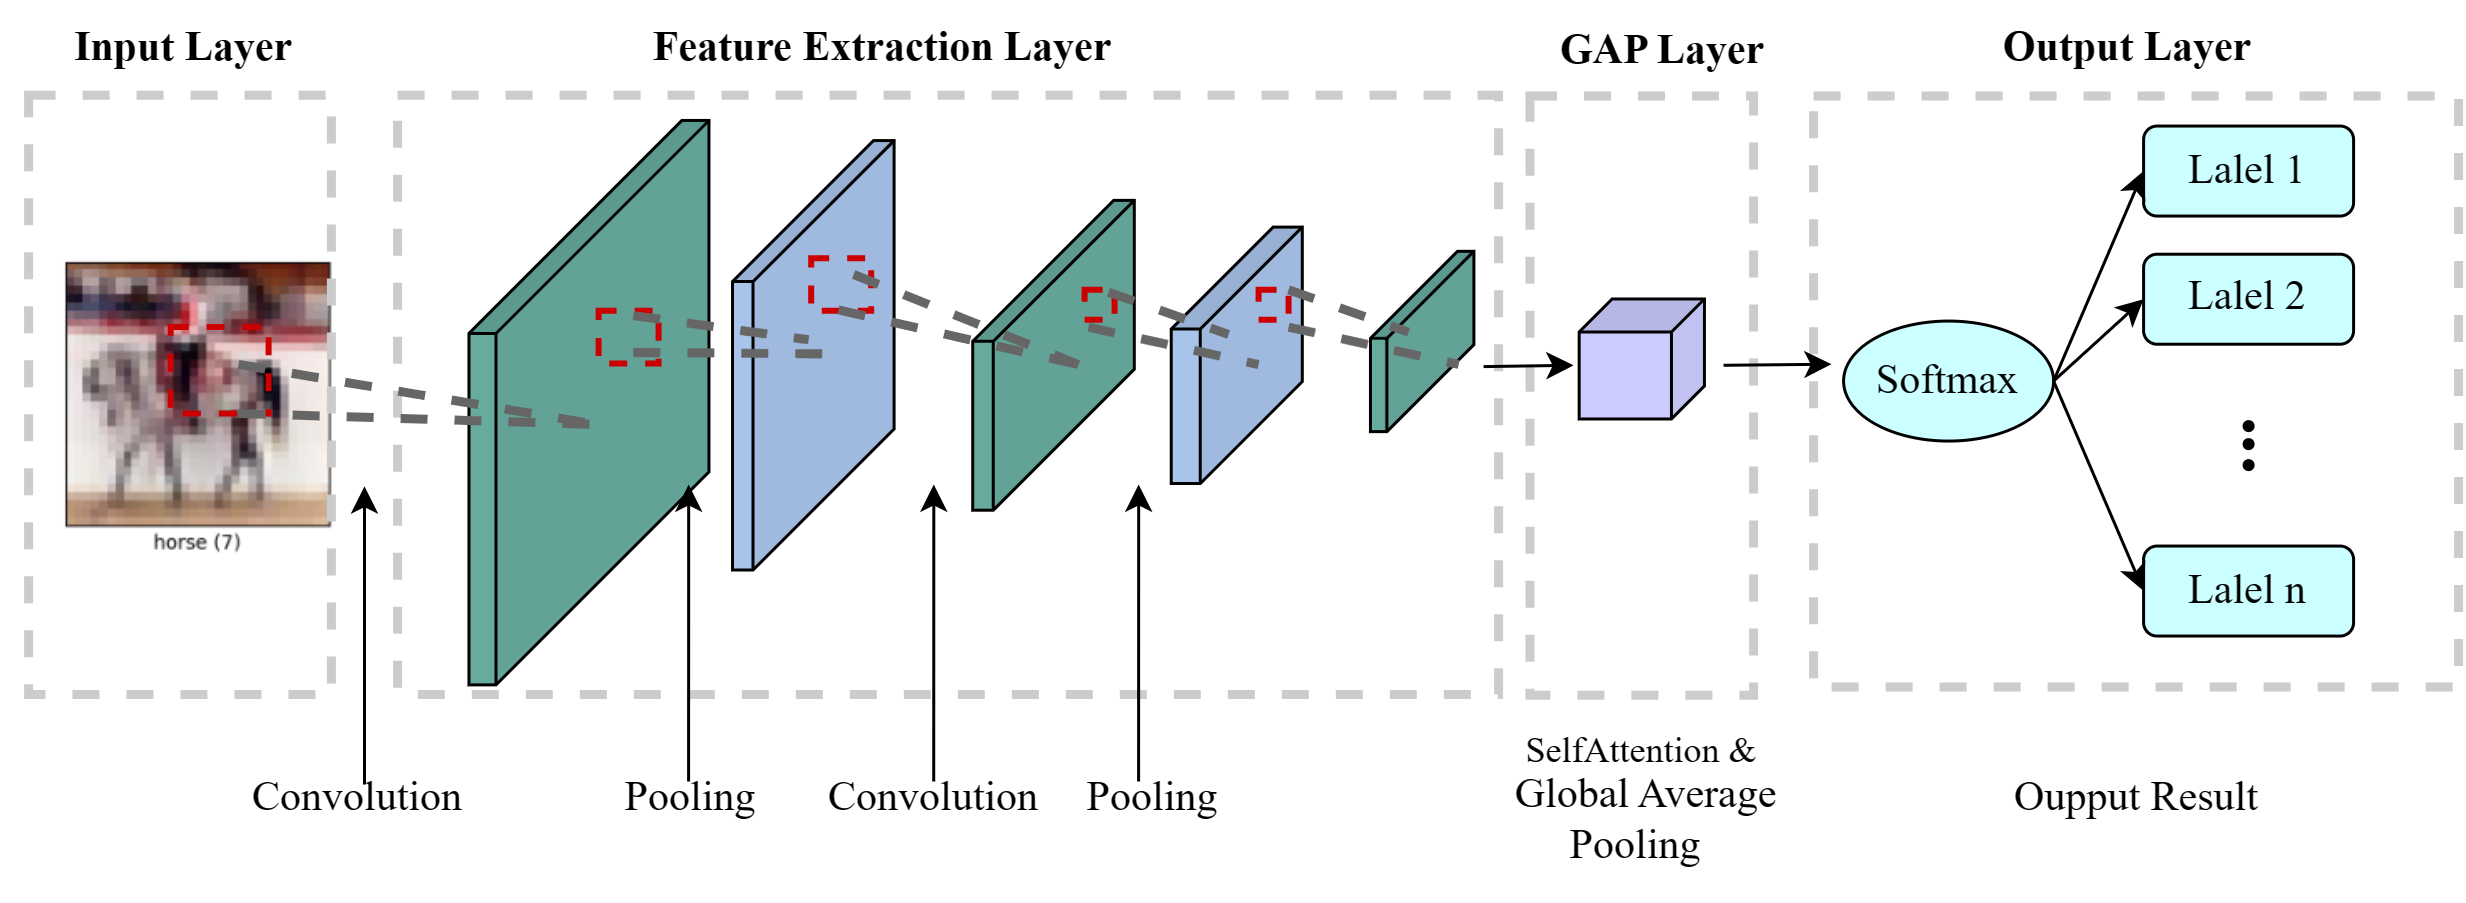 Input Layer
Feature Extraction Layer
GAP Layer
Output Layer
Lalel 1
Lalel 2
Softmax
Lalel n
horse (7)
Convolution
Pooling
Convolution
Pooling
SelfAttention &
Global Average
Pooling
Oupput Result